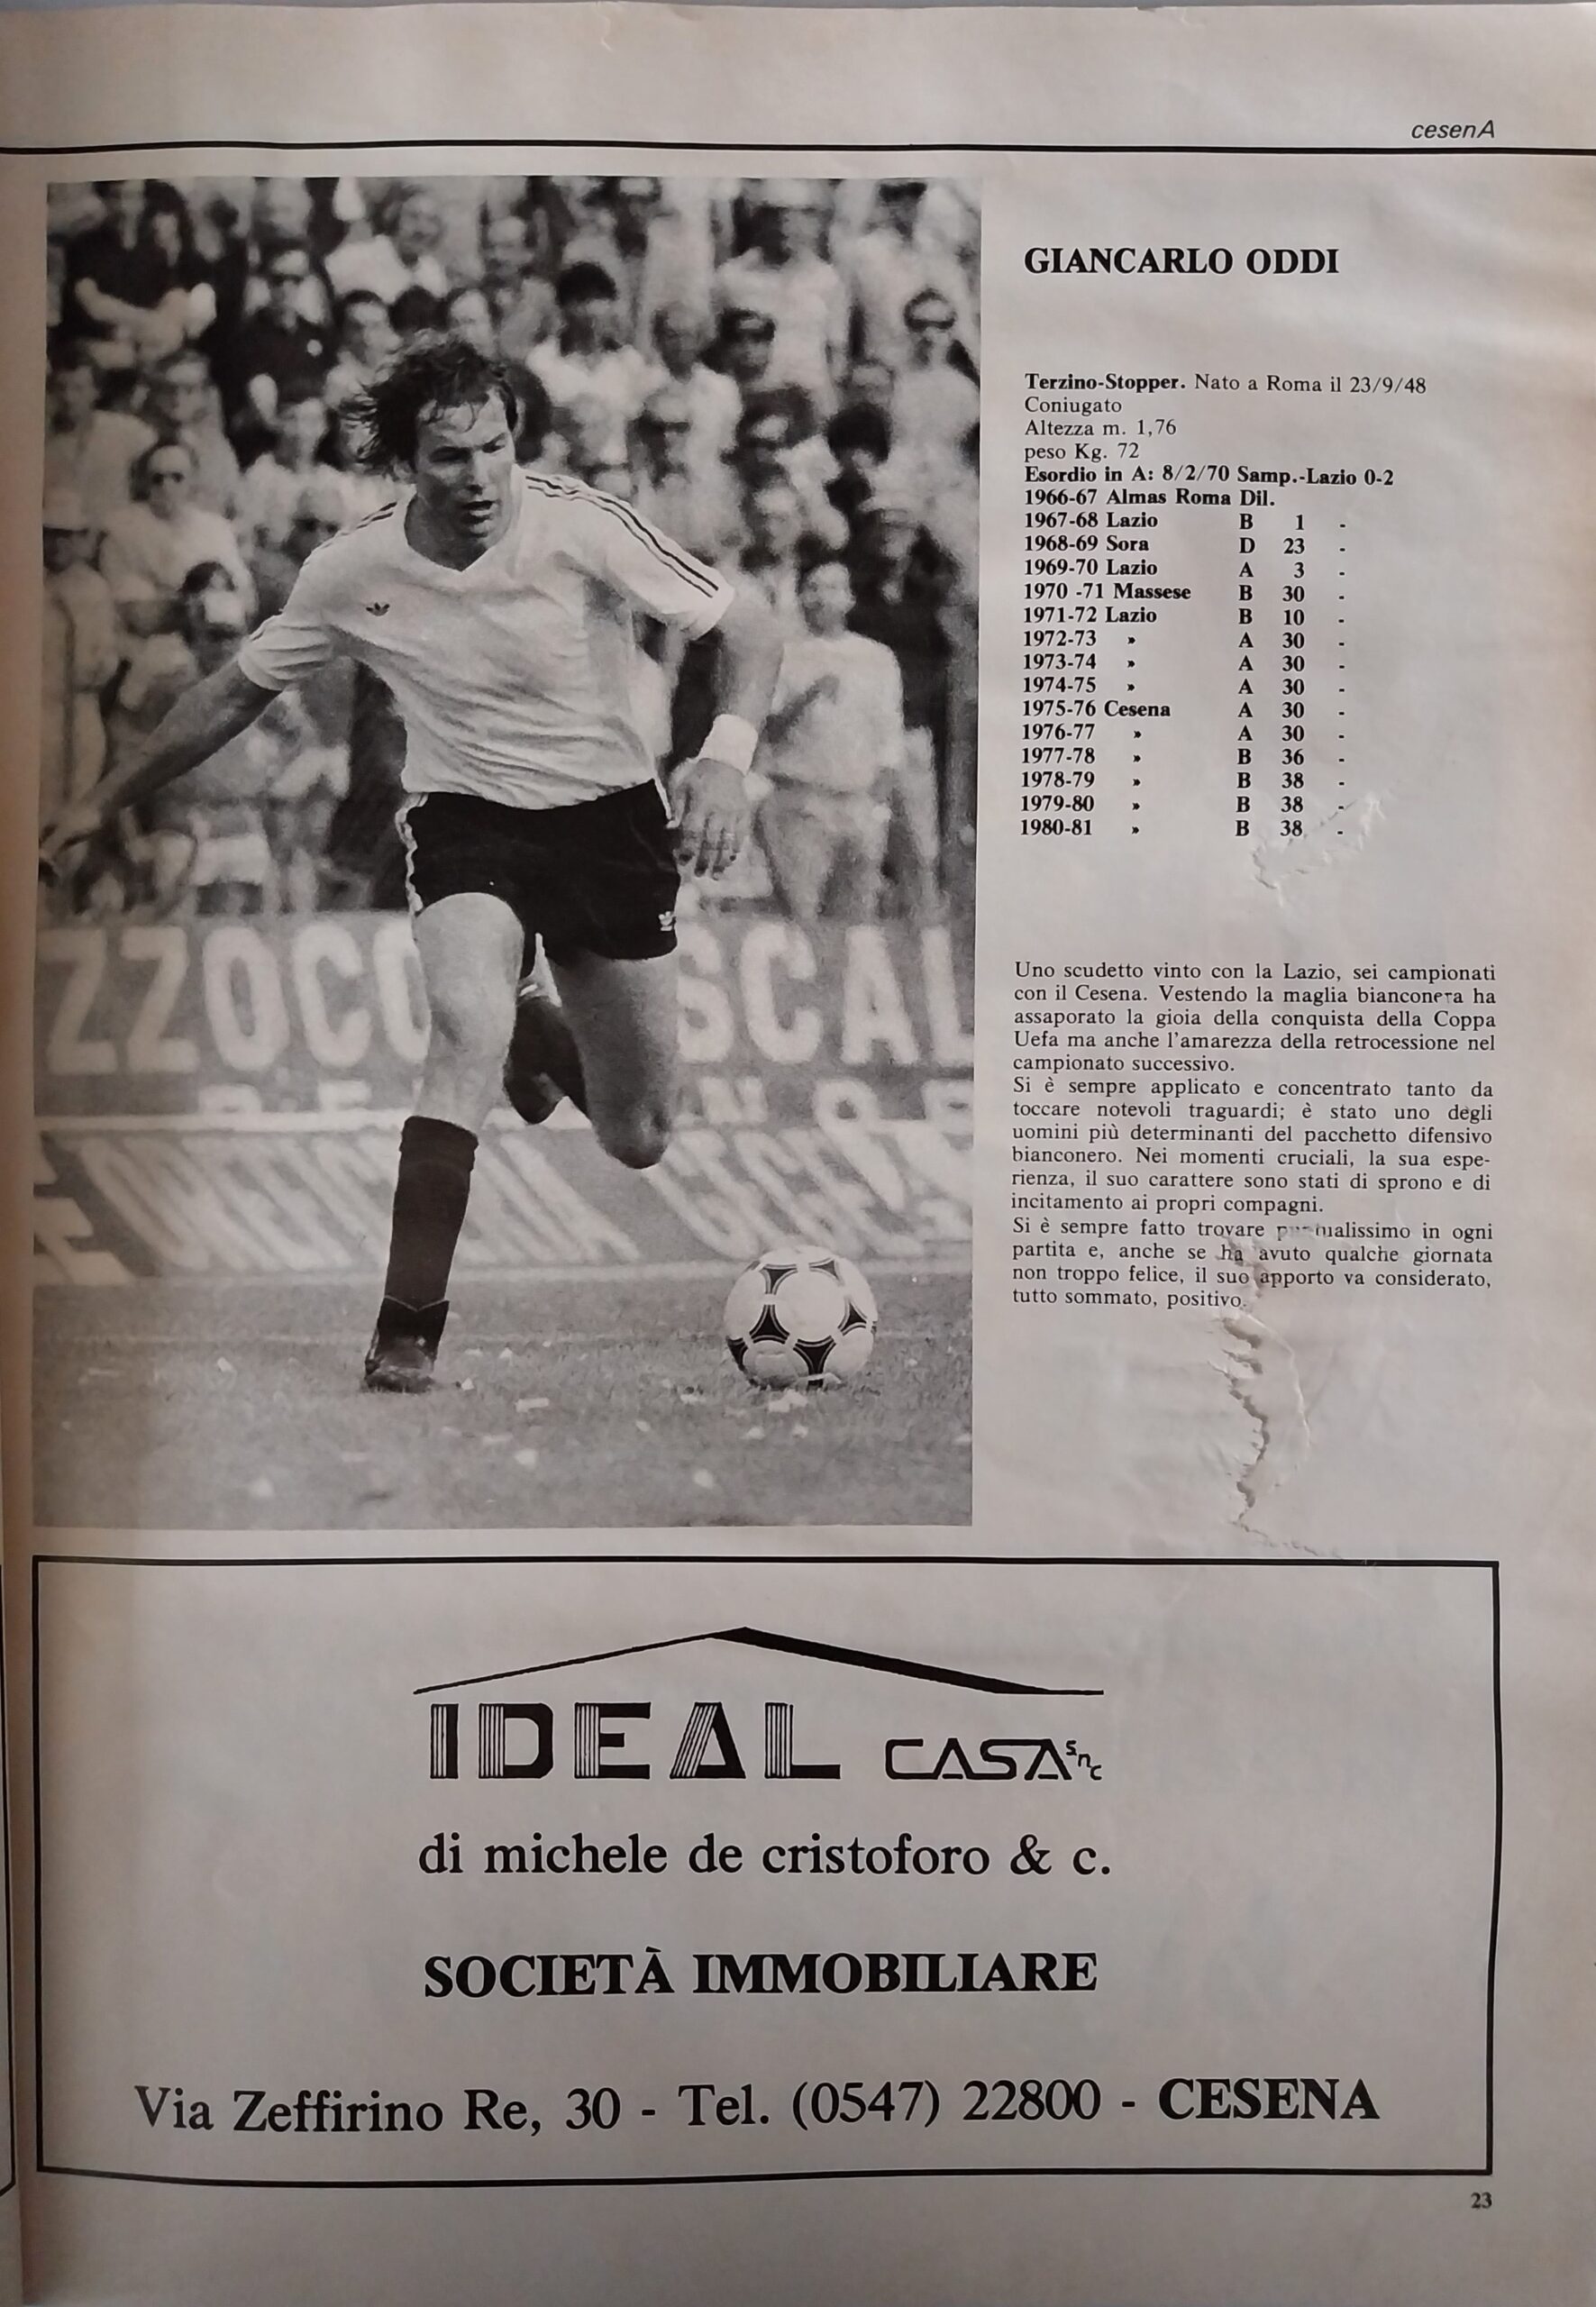 cesenA
GIANCARLO ODDI
Terzino-Stopper. Nato a Roma il 23/9/48
Coniugato
Altezza m. 1,76
peso Kg. 72
Esordio in A: 8/2/70 Samp.-Lazio 0-2
1966-67 Almas Roma Dil.
1967-68 Lazio B 1 -
1968-69 Sora D 23 -
1969-70 Lazio A 3 -
1970 -71 Massese B 30 -
1971-72 Lazio B 10 -
1972-73 » A 30 -
1973-74 » A 30 -
1974-75 » A 30 -
1975-76 Cesena A 30 -
1976-77 » A 30 -
1977-78 » B 36 -
1978-79 » B 38 -
1979-80 » B 38 -
1980-81 » B 38 -
Uno scudetto vinto con la Lazio, sei campionati
con il Cesena. Vestendo la maglia bianconera ha
assaporato la gioia della conquista della Coppa
Uefa ma anche l'amarezza della retrocessione nel
campionato successivo.
Si è sempre applicato e concentrato tanto da
toccare notevoli traguardi; è stato uno degli
uomini più determinanti del pacchetto difensivo
bianconero. Nei momenti cruciali, la sua espe-
rienza, il suo carattere sono stati di sprono e di
incitamento ai propri compagni.
Si è sempre fatto trovare in ogni
partita e, anche se ha avuto qualche giornata
non troppo felice, il suo apporto va considerato,
tutto sommato, positivo.
ZZOCC SCAL
IDEAL CASA snc
di michele de cristoforo & c.
SOCIETÀ IMMOBILIARE
Via Zeffirino Re, 30 - Tel. (0547) 22800 - CESENA
23